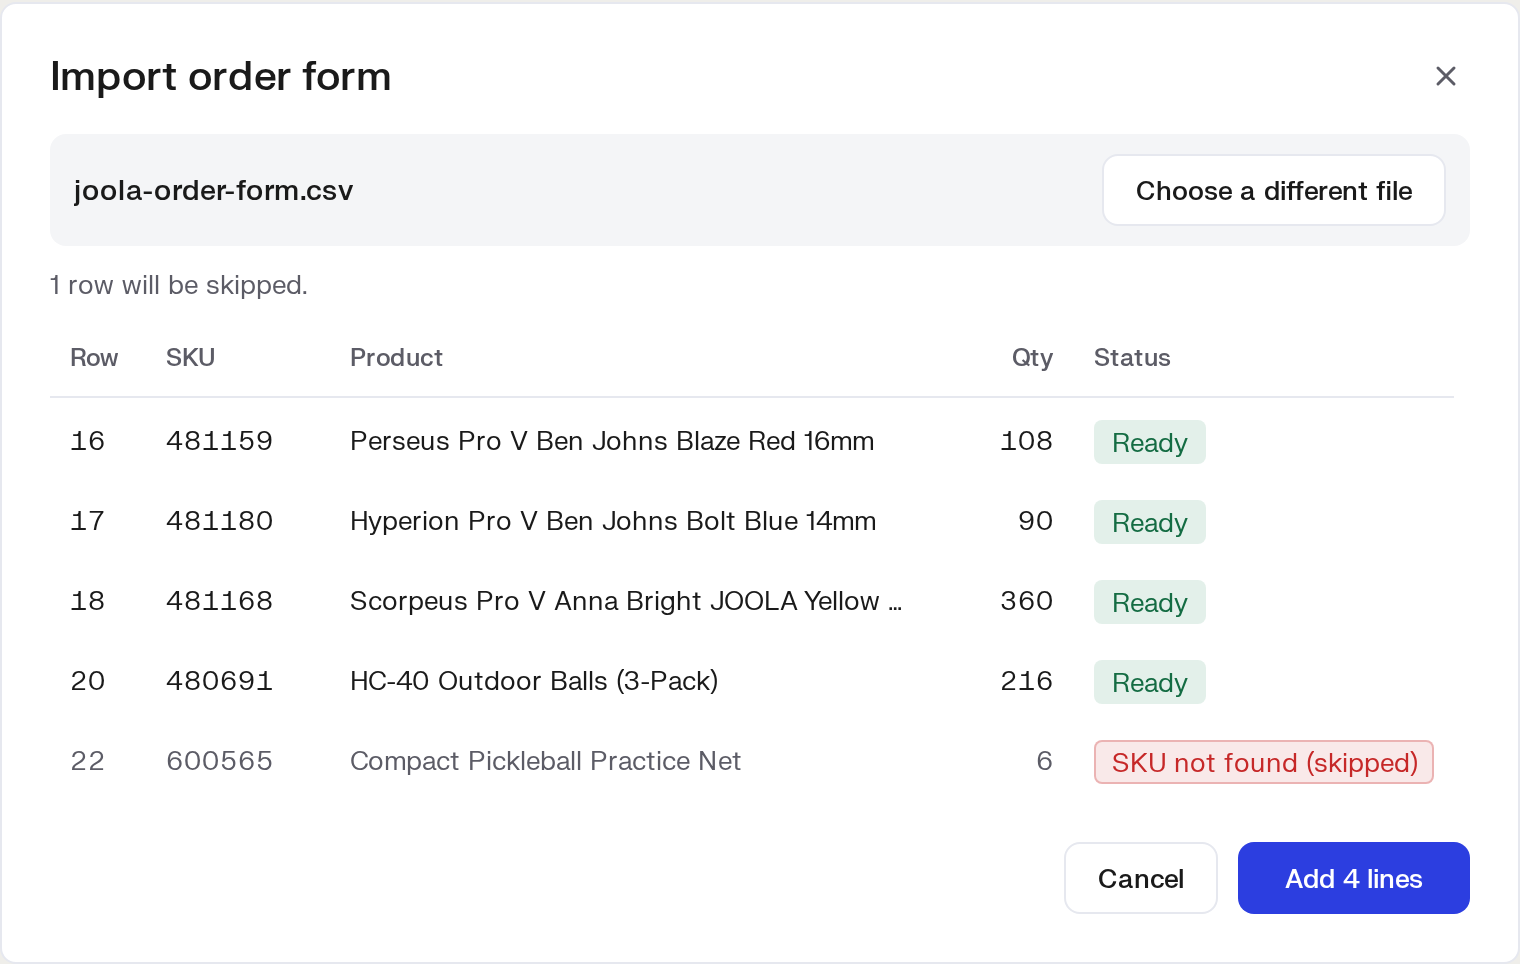 Import order form
joola-order-form.csv
Choose a different file
1 row will be skipped.
Row SKU Product Qty Status
16 481159 Perseus Pro V Ben Johns Blaze Red 16mm 108 Ready
17 481180 Hyperion Pro V Ben Johns Bolt Blue 14mm 90 Ready
18 481168 Scorpeus Pro V Anna Bright JOOLA Yellow ... 360 Ready
20 480691 HC-40 Outdoor Balls (3-Pack) 216 Ready
22 600565 Compact Pickleball Practice Net 6 SKU not found (skipped)
Cancel Add 4 lines